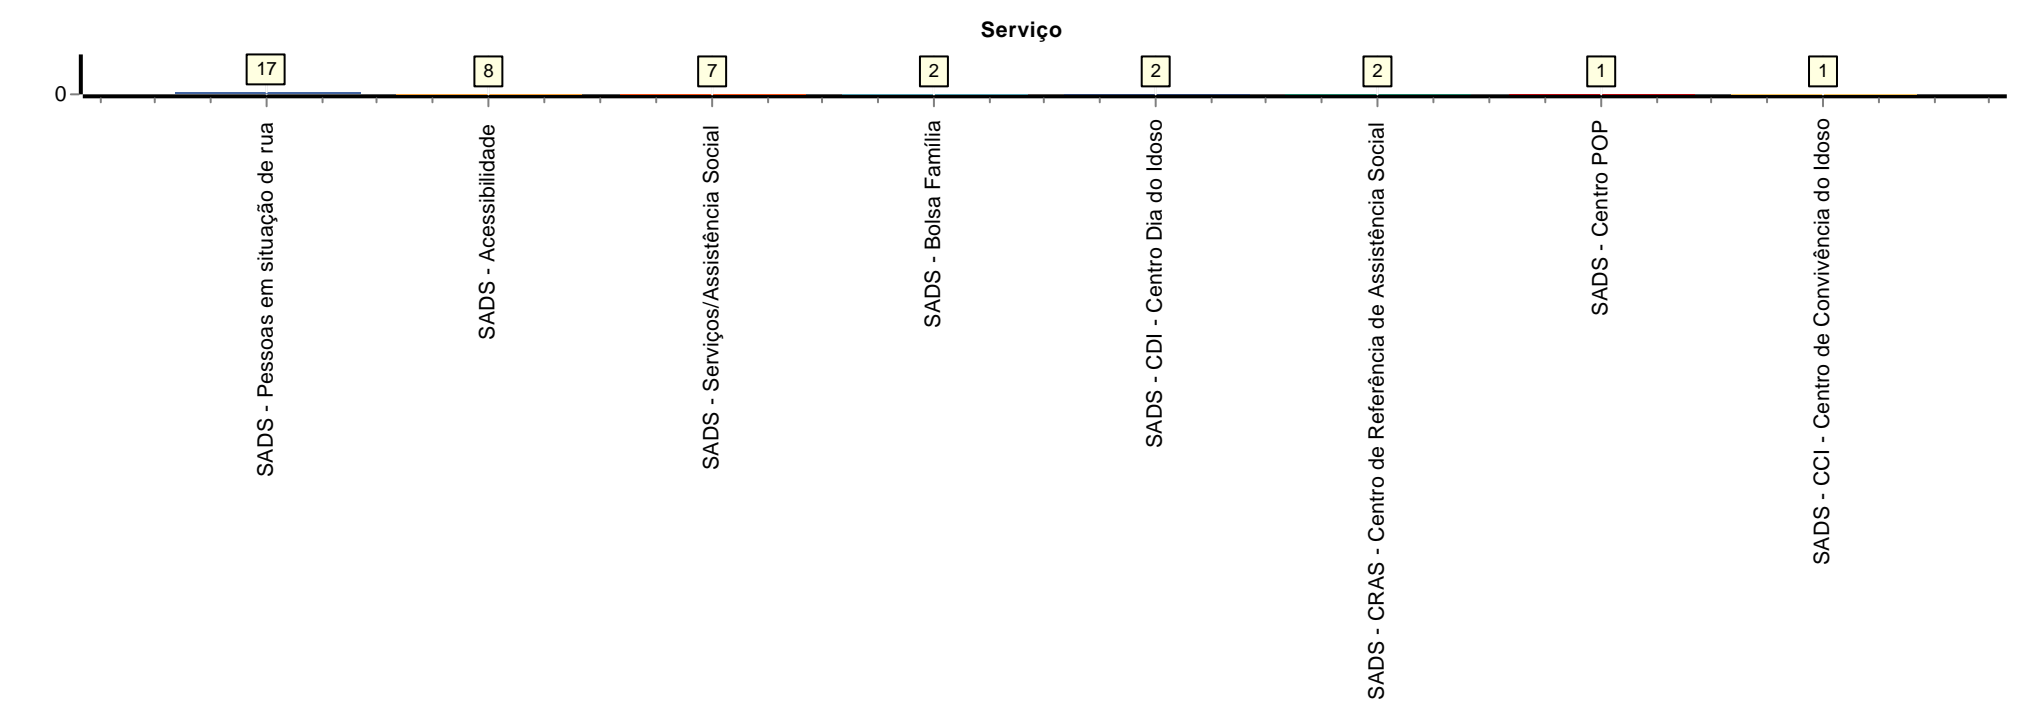 Serviço
17
8
7
2
2
2
1
1
0
SADS - Pessoas em situação de rua
SADS - Acessibilidade
SADS - Serviços/Assistência Social
SADS - Bolsa Família
SADS - CDI - Centro Dia do Idoso
SADS - CRAS - Centro de Referência de Assistência Social
SADS - Centro POP
SADS - CCI - Centro de Convivência do Idoso